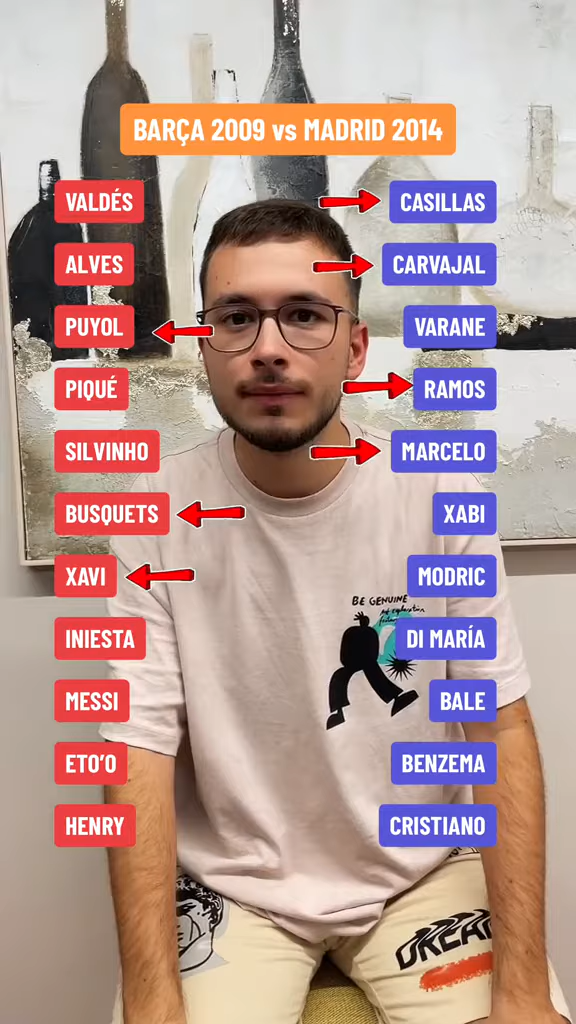 BARÇA 2009 vs MADRID 2014
VALDÉS
CASILLAS
ALVES
CARVAJAL
PUYOL
VARANE
PIQUÉ
RAMOS
SILVINHO
MARCELO
BUSQUETS
XABI
XAVI
MODRIC
INIESTA
DI MARÍA
MESSI
BALE
ETO'O
BENZEMA
HENRY
CRISTIANO
BE GENUINE